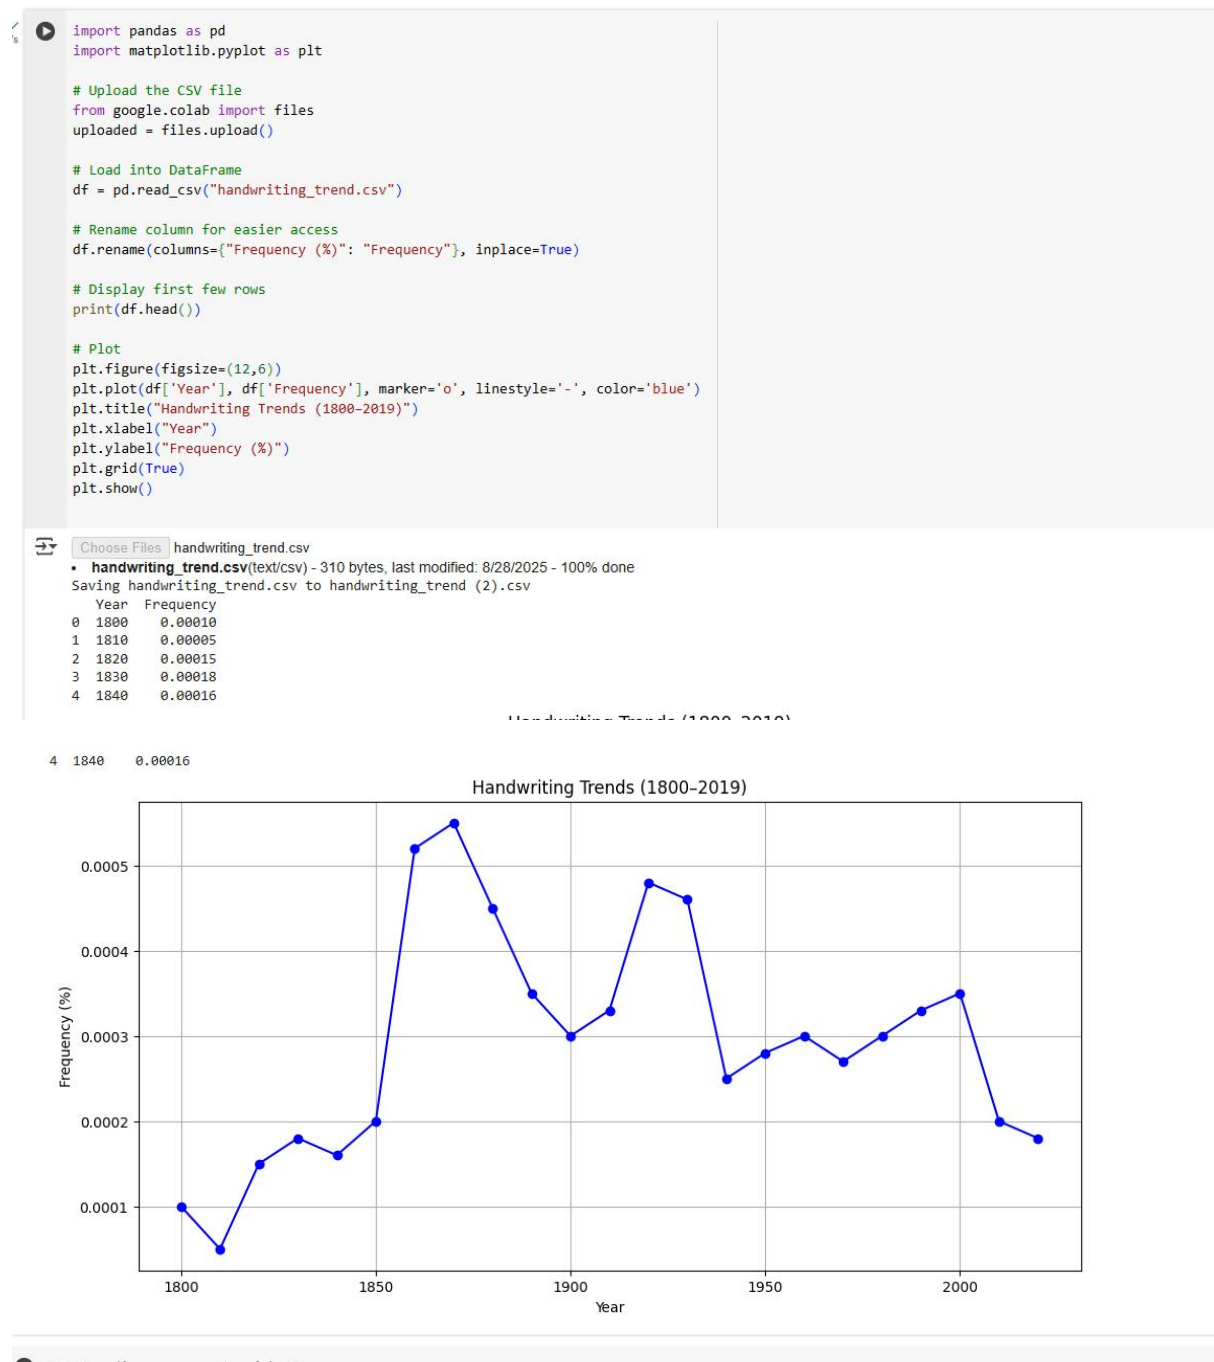 import pandas as pd
import matplotlib.pyplot as plt
# Upload the CSV file
from google.colab import files
uploaded = files.upload()
# Load into DataFrame
df = pd.read_csv("handwriting_trend.csv")
# Rename column for easier access
df.rename(columns={"Frequency (%)": "Frequency"}, inplace=True)
# Display first few rows
print(df.head())
# Plot
plt.figure(figsize=(12,6))
plt.plot(df['Year'], df['Frequency'], marker='o', linestyle='-', color='blue')
plt.title("Handwriting Trends (1800–2019)")
plt.xlabel("Year")
plt.ylabel("Frequency (%)")
plt.grid(True)
plt.show()
Choose Files handwriting_trend.csv
• handwriting_trend.csv(text/csv) - 310 bytes, last modified: 8/28/2025 - 100% done
Saving handwriting_trend.csv to handwriting_trend (2).csv
Year Frequency
0 1800 0.00010
1 1810 0.00005
2 1820 0.00015
3 1830 0.00018
4 1840 0.00016
Handwriting Trends (1800–2019)
4 1840 0.00016
Handwriting Trends (1800–2019)
0.0005
0.0004
0.0003
0.0002
0.0001
Frequency (%)
1800 1850 1900 1950 2000
Year